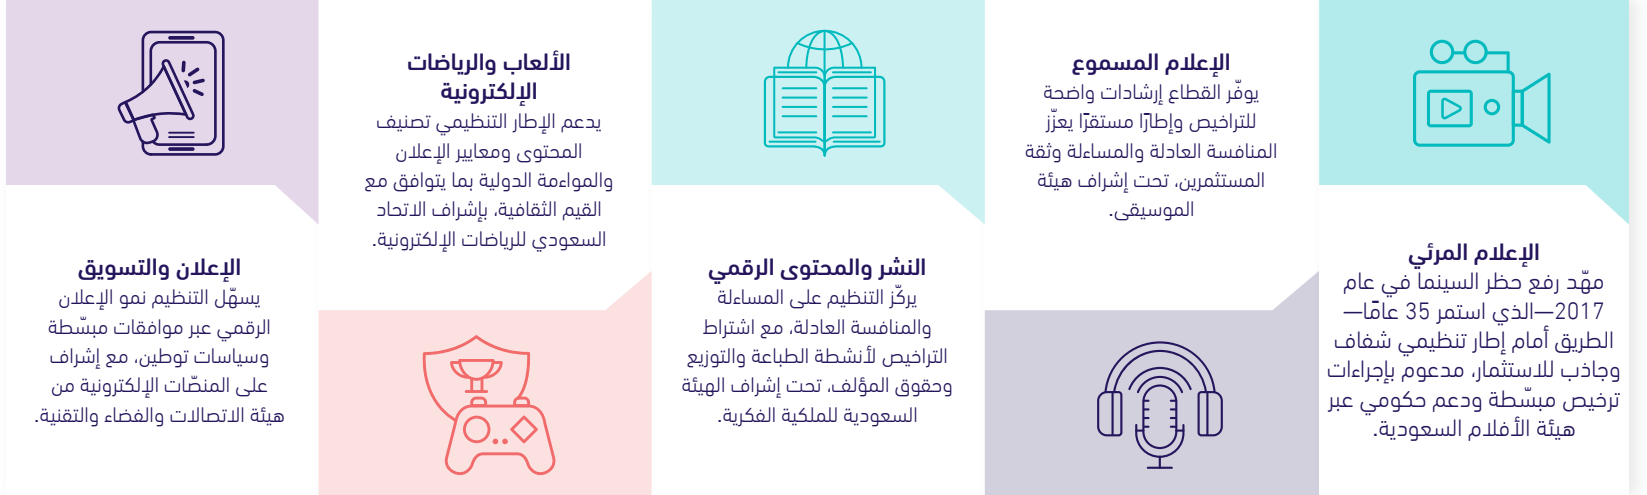 الإعلام المرئي
مهّد رفع حظر السينما في عام
2017—الذي استمر 35 عامًا—
الطريق أمام إطار تنظيمي شفاف
وجاذب للاستثمار، مدعوم بإجراءات
ترخيص مبسّطة ودعم حكومي عبر
هيئة الأفلام السعودية.
الإعلام المسموع
يوفّر القطاع إرشادات واضحة
للتراخيص وإطارًا مستقرًا يعزّز
المنافسة العادلة والمساءلة وثقة
المستثمرين، تحت إشراف هيئة
الموسيقى.
النشر والمحتوى الرقمي
يركّز التنظيم على المساءلة
والمنافسة العادلة، مع اشتراط
التراخيص لأنشطة الطباعة والتوزيع
وحقوق المؤلف، تحت إشراف الهيئة
السعودية للملكية الفكرية.
الألعاب والرياضات
الإلكترونية
يدعم الإطار التنظيمي تصنيف
المحتوى ومعايير الإعلان
والمواءمة الدولية بما يتوافق مع
القيم الثقافية، بإشراف الاتحاد
السعودي للرياضات الإلكترونية.
الإعلان والتسويق
يسهّل التنظيم نمو الإعلان
الرقمي عبر موافقات مبسّطة
وسياسات توطين، مع إشراف
على المنصّات الإلكترونية من
هيئة الاتصالات والفضاء والتقنية.